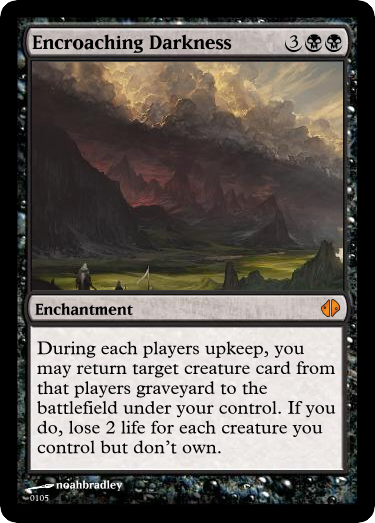 Encroaching Darkness 3
Enchantment
During each players upkeep, you
may return target creature card from
that players graveyard to the
battlefield under your control. If you
do, lose 2 life for each creature you
control but don't own.
noahbradley
0105